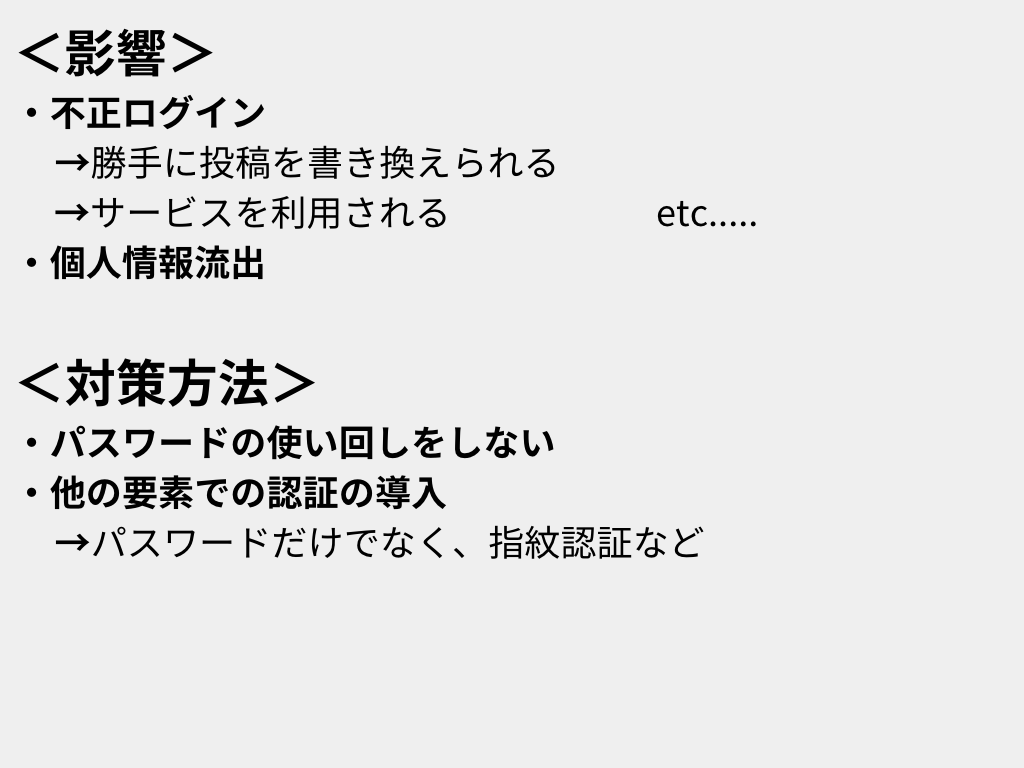 ＜影響＞
・不正ログイン
→勝手に投稿を書き換えられる
→サービスを利用される etc.....
・個人情報流出
＜対策方法＞
・パスワードの使い回しをしない
・他の要素での認証の導入
→パスワードだけでなく、指紋認証など